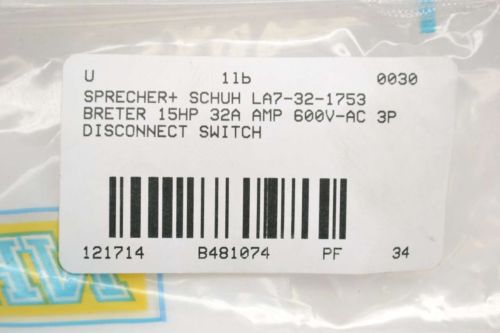 U 1lb 0030
SPRECHER+ SCHUH LA7-32-1753
BRETER 15HP 32A AMP 600V-AC 3P
DISCONNECT SWITCH
121714 B481074 PF 34